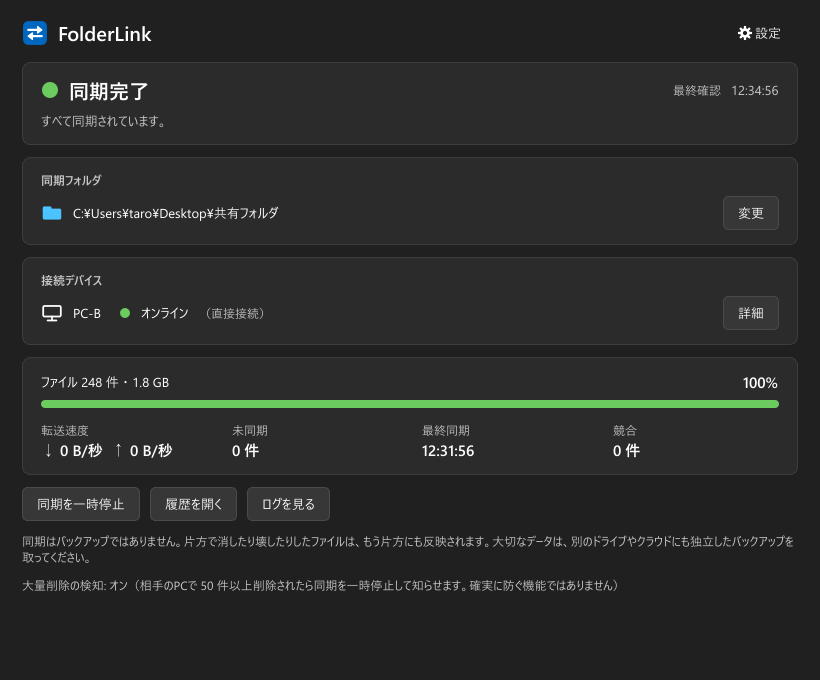 FolderLink
設定
同期完了
最終確認 12:34:56
すべて同期されています。
同期フォルダ
C:¥Users¥taro¥Desktop¥共有フォルダ
変更
接続デバイス
PC-B オンライン （直接接続）
詳細
ファイル 248 件・1.8 GB
100%
転送速度 未同期 最終同期 競合
↓ 0 B/秒 ↑ 0 B/秒 0 件 12:31:56 0 件
同期を一時停止 履歴を開く ログを見る
同期はバックアップではありません。片方で消したり壊したりしたファイルは、もう片方にも反映されます。大切なデータは、別のドライブやクラウドにも独立したバックアップを
取ってください。
大量削除の検知: オン（相手のPCで 50 件以上削除されたら同期を一時停止して知らせます。確実に防ぐ機能ではありません）